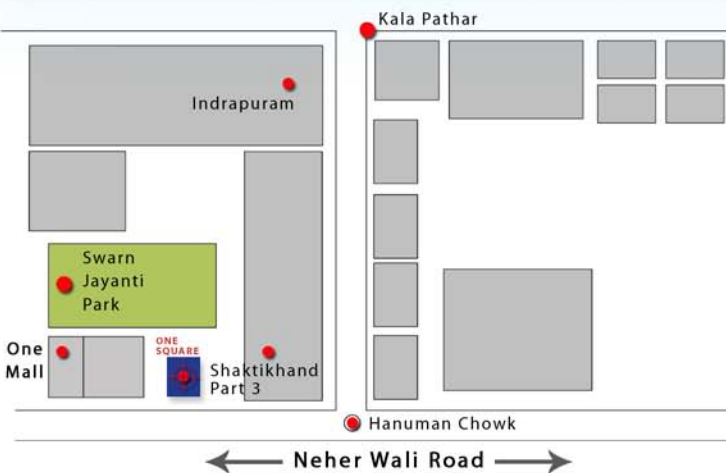 Kala Pathar
Indrapuram
Swarn
Jayanti
Park
One
Mall
ONE
SQUARE
Shaktikhand
Part 3
Hanuman Chowk
Neher Wali Road